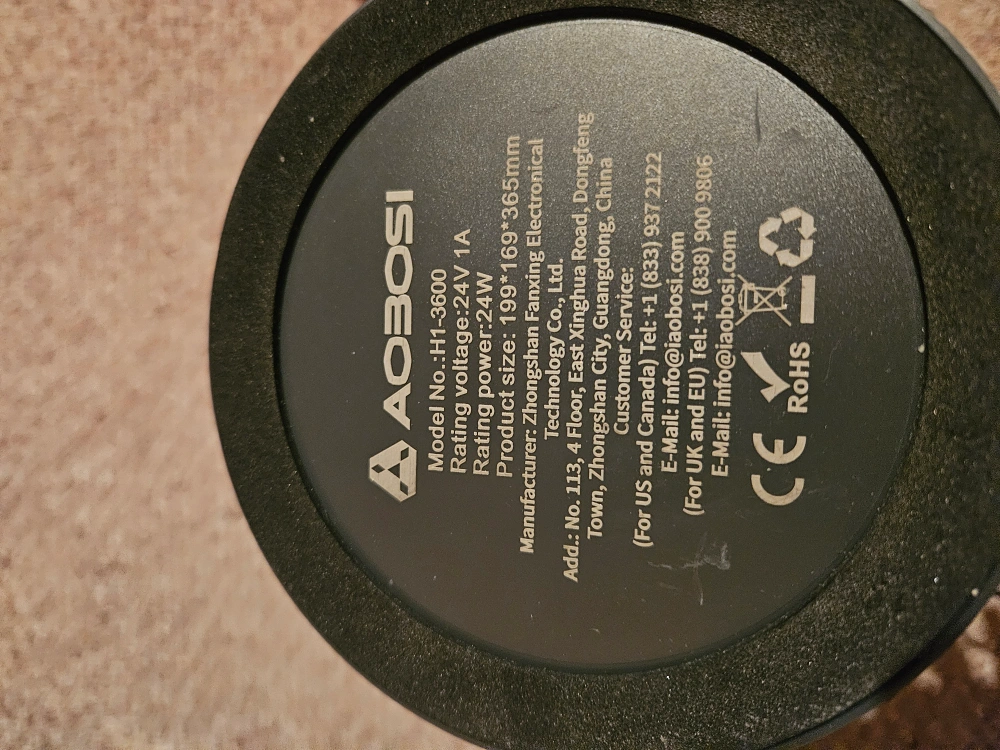 AOBOSI
Model No.:H1-3600
Rating voltage:24V 1A
Rating power:24W
Product size: 199*169*365mm
Manufacturer: Zhongshan Fanxing Electronical
Technology Co., Ltd.
Add.: No. 113, 4 Floor, East Xinghua Road, Dongfeng
Town, Zhongshan City, Guangdong, China
Customer Service:
(For US and Canada) Tel: +1 (833) 937 2122
E-Mail: info@iaobosi.com
(For UK and EU) Tel:+1 (838) 900 9806
E-Mail: info@iaobosi.com
CE RoHS